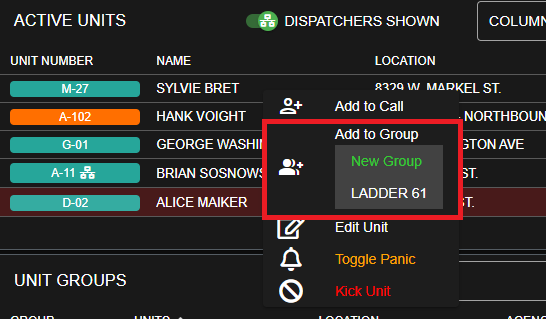 ACTIVE UNITS DISPATCHERS SHOWN COLUMN
UNIT NUMBER NAME LOCATION
M-27 SYLVIE BRET 8329 W. MARKEL ST.
A-102 HANK VOIGHT NORTHBOUN
G-01 GEORGE WASHIN GTON AVE
A-11 BRIAN SOSNOWS ST.
D-02 ALICE MAIKER ST.
Add to Call
Add to Group
New Group
LADDER 61
Edit Unit
Toggle Panic
Kick Unit
UNIT GROUPS
GROUP UNITS LOCATION AGENC